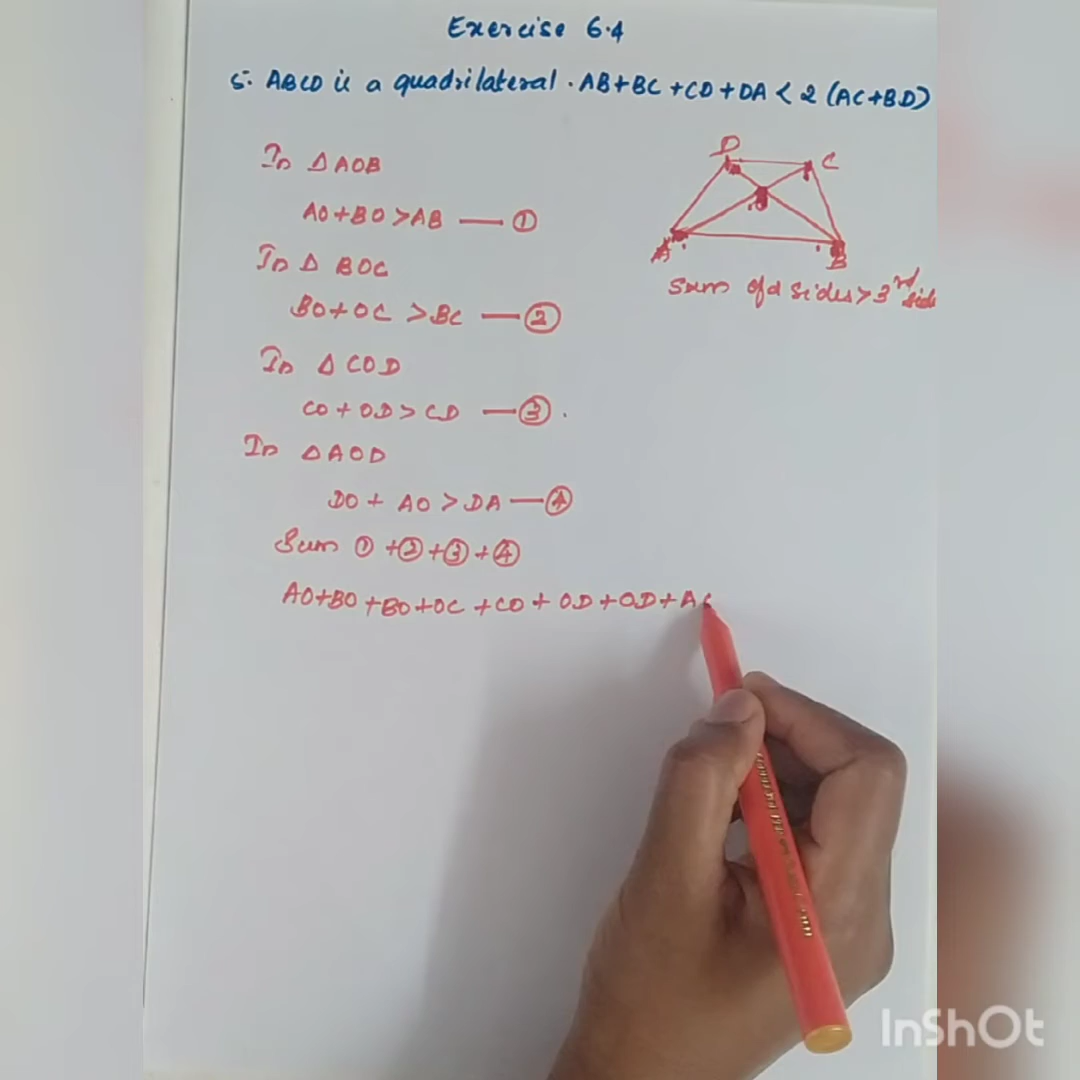 Exercise 6.4
5. ABCD is a quadrilateral. AB+BC+CD+DA < 2 (AC+BD)
In △AOB
AO+BO>AB — ①
In △ BOC
BO+OC >BC — ②
In △ COD
CO + OD > CD — ③.
In △AOD
DO + AO > DA — ④
Sum ① +②+③+④
AO+BO +BO+OC +CO + OD +OD+A
D
C
O
A
B
Sum of 2 sides > 3rd side
InShOt